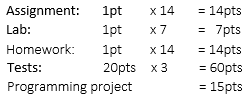 Assignment: 1pt x 14 = 14pts
Lab: 1pt x 7 = 7pts
Homework: 1pt x 14 = 14pts
Tests: 20pts x 3 = 60pts
Programming project = 15pts